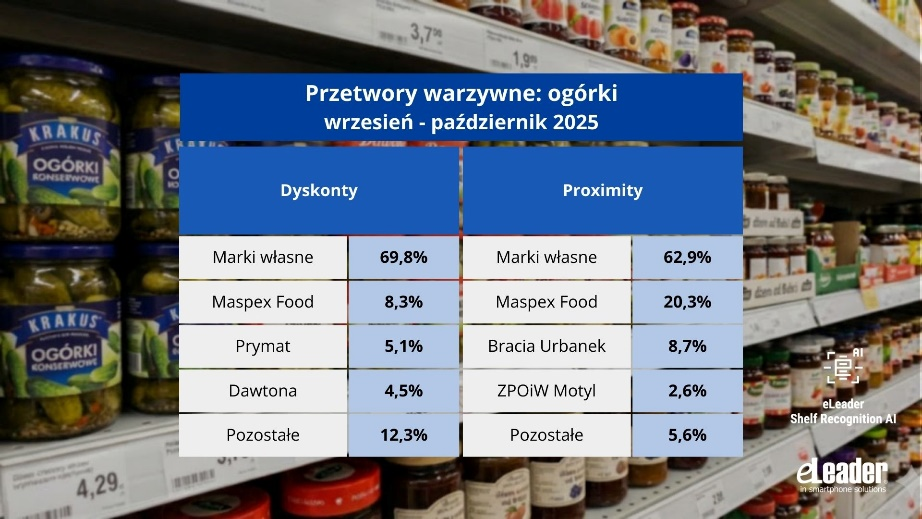 Przetwory warzywne: ogórki
wrzesień - październik 2025
Dyskonty
Proximity
Marki własne 69,8%
Marki własne 62,9%
Maspex Food 8,3%
Maspex Food 20,3%
Prymat 5,1%
Bracia Urbanek 8,7%
Dawtona 4,5%
ZPOiW Motyl 2,6%
Pozostałe 12,3%
Pozostałe 5,6%
KRAKUS
OGÓRKI
KONSERWOWE
KRAKUS
OGÓRKI
KONSERWOWE
3,7
1,9
4,29
AI
eLeader
Shelf Recognition AI
eLeader
in smartphone solutions